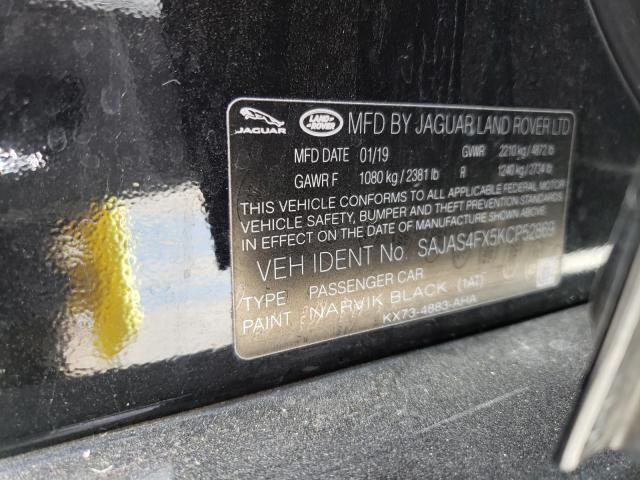 JAGUAR LAND ROVER MFD BY JAGUAR LAND ROVER LTD
MFD DATE 01/19 GVWR 2210 kg / 4872 lb
GAWR F 1080 kg / 2381 lb R 1240 kg / 2734 lb
THIS VEHICLE CONFORMS TO ALL APPLICABLE FEDERAL MOTOR
VEHICLE SAFETY, BUMPER AND THEFT PREVENTION STANDARDS
IN EFFECT ON THE DATE OF MANUFACTURE SHOWN ABOVE
VEH IDENT No. SAJAS4FX5KCP52869
TYPE PASSENGER CAR
PAINT NARVIK BLACK (1AT)
KX73-4883-AHA